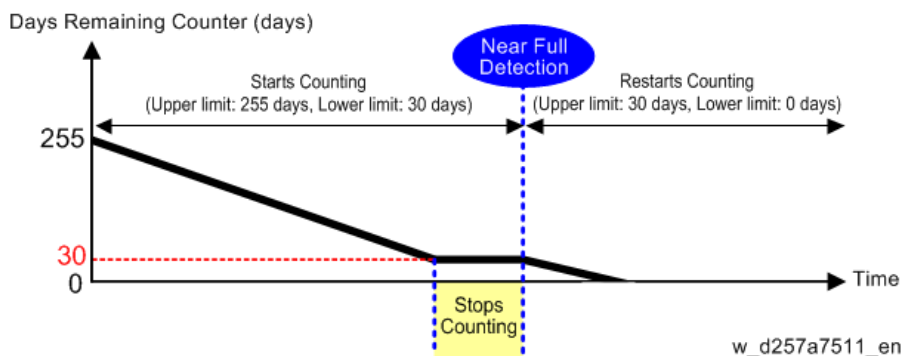 Days Remaining Counter (days)
Near Full
Detection
Starts Counting
(Upper limit: 255 days, Lower limit: 30 days)
Restarts Counting
(Upper limit: 30 days, Lower limit: 0 days)
255
30
0
Time
Stops
Counting
w_d257a7511_en